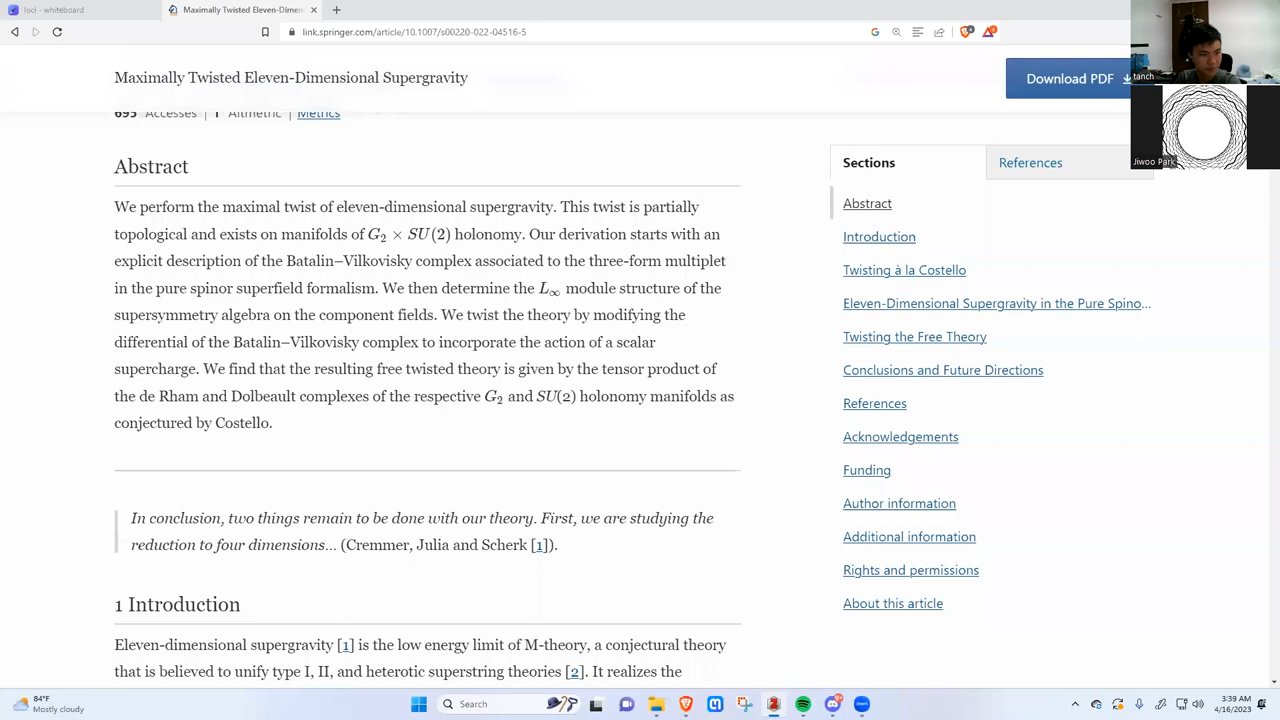 loci - whiteboard
Maximally Twisted Eleven-Dimen
link.springer.com/article/10.1007/s00220-022-04516-5
tanch
Maximally Twisted Eleven-Dimensional Supergravity
Download PDF
Jiwoo Park
695 Accesses | 1 Altmetric | Metrics
Abstract
We perform the maximal twist of eleven-dimensional supergravity. This twist is partially
topological and exists on manifolds of G₂ × SU(2) holonomy. Our derivation starts with an
explicit description of the Batalin–Vilkovisky complex associated to the three-form multiplet
in the pure spinor superfield formalism. We then determine the L∞ module structure of the
supersymmetry algebra on the component fields. We twist the theory by modifying the
differential of the Batalin–Vilkovisky complex to incorporate the action of a scalar
supercharge. We find that the resulting free twisted theory is given by the tensor product of
the de Rham and Dolbeault complexes of the respective G₂ and SU(2) holonomy manifolds as
conjectured by Costello.
In conclusion, two things remain to be done with our theory. First, we are studying the
reduction to four dimensions… (Cremmer, Julia and Scherk [1]).
1 Introduction
Eleven-dimensional supergravity [1] is the low energy limit of M-theory, a conjectural theory
that is believed to unify type I, II, and heterotic superstring theories [2]. It realizes the
Sections
References
Abstract
Introduction
Twisting à la Costello
Eleven-Dimensional Supergravity in the Pure Spino...
Twisting the Free Theory
Conclusions and Future Directions
References
Acknowledgements
Funding
Author information
Additional information
Rights and permissions
About this article
84°F
Mostly cloudy
Search
3:39 AM
4/16/2023